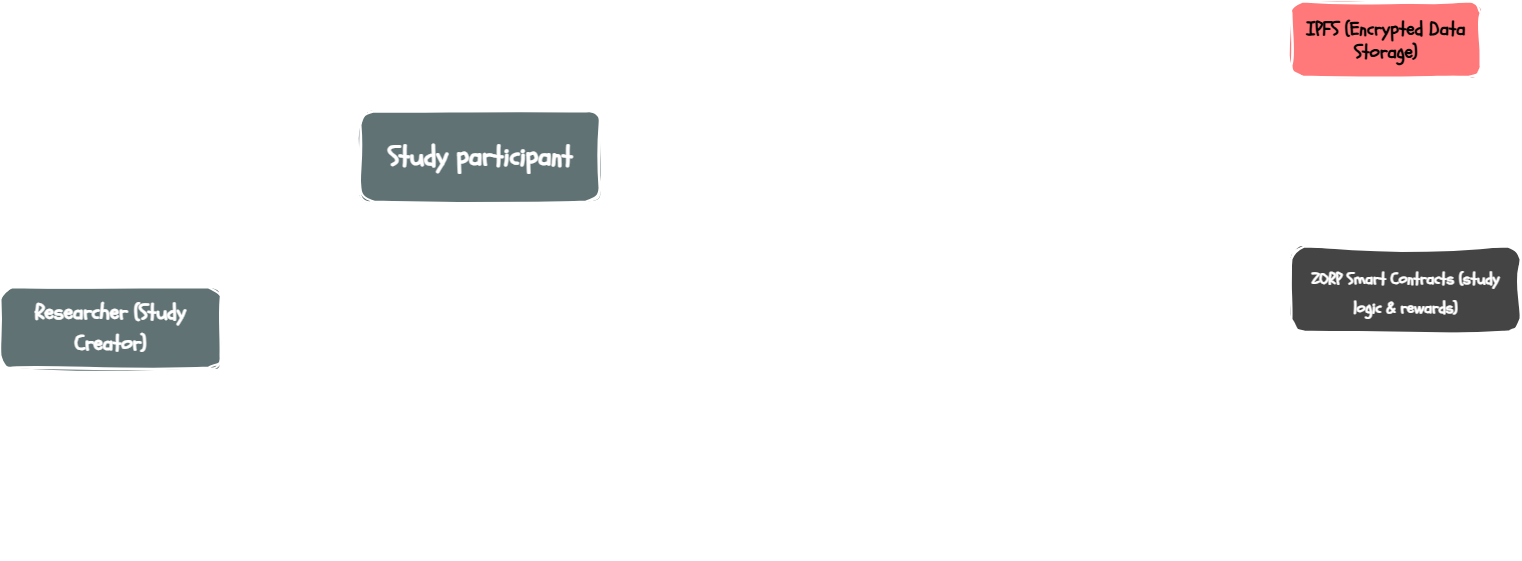 IPFS (Encrypted Data
Storage)
Study participant
ZORP Smart Contracts (study
logic & rewards)
Researcher (Study
Creator)